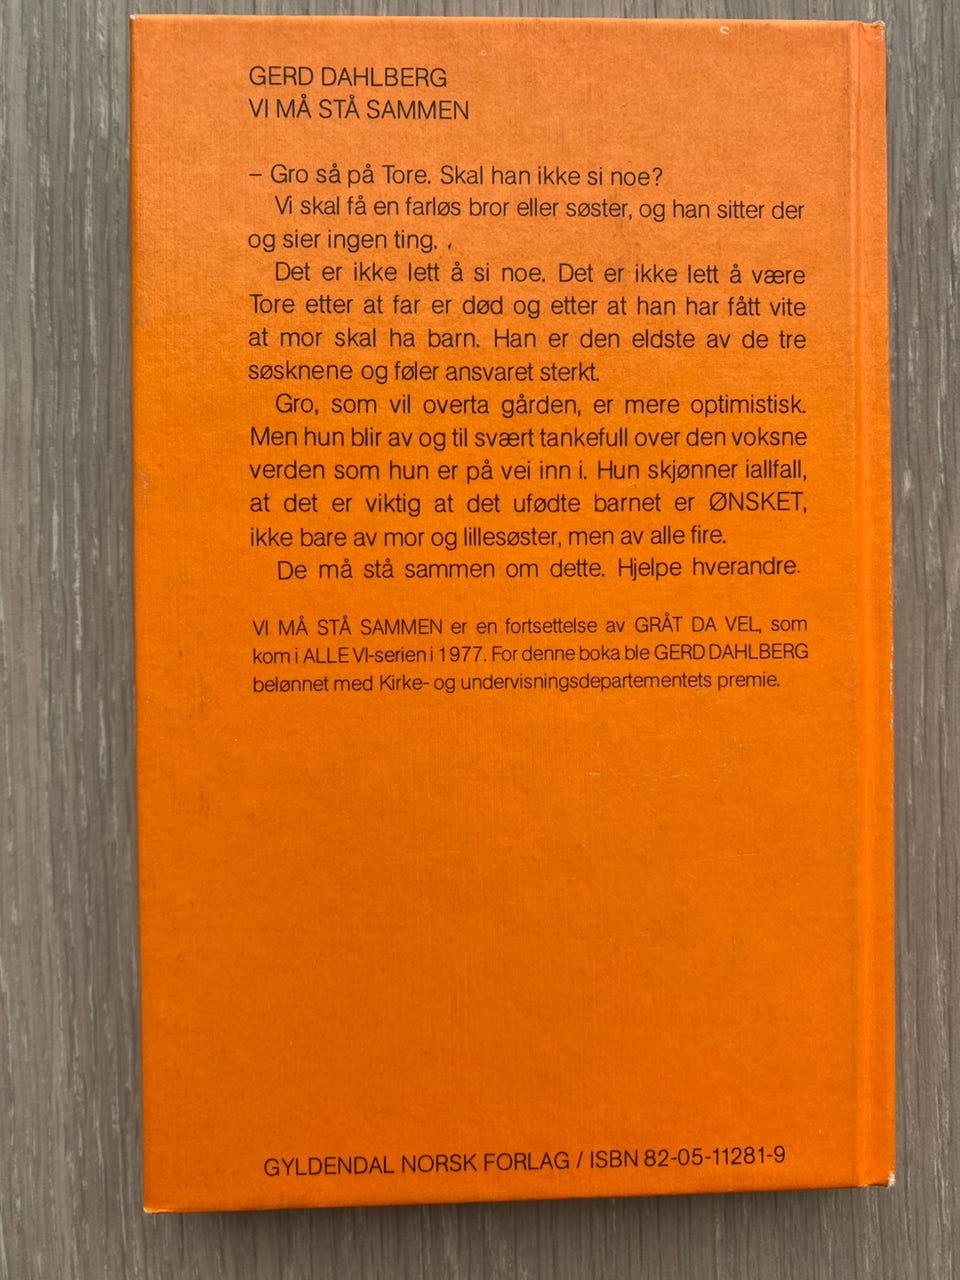 GERD DAHLBERG
VI MÅ STÅ SAMMEN
– Gro så på Tore. Skal han ikke si noe?
Vi skal få en farløs bror eller søster, og han sitter der
og sier ingen ting. .
Det er ikke lett å si noe. Det er ikke lett å være
Tore etter at far er død og etter at han har fått vite
at mor skal ha barn. Han er den eldste av de tre
søsknene og føler ansvaret sterkt.
Gro, som vil overta gården, er mere optimistisk.
Men hun blir av og til svært tankefull over den voksne
verden som hun er på vei inn i. Hun skjønner iallfall,
at det er viktig at det ufødte barnet er ØNSKET,
ikke bare av mor og lillesøster, men av alle fire.
De må stå sammen om dette. Hjelpe hverandre.
VI MÅ STÅ SAMMEN er en fortsettelse av GRÅT DA VEL, som
kom i ALLE VI-serien i 1977. For denne boka ble GERD DAHLBERG
belønnet med Kirke- og undervisningsdepartementets premie.
GYLDENDAL NORSK FORLAG / ISBN 82-05-11281-9